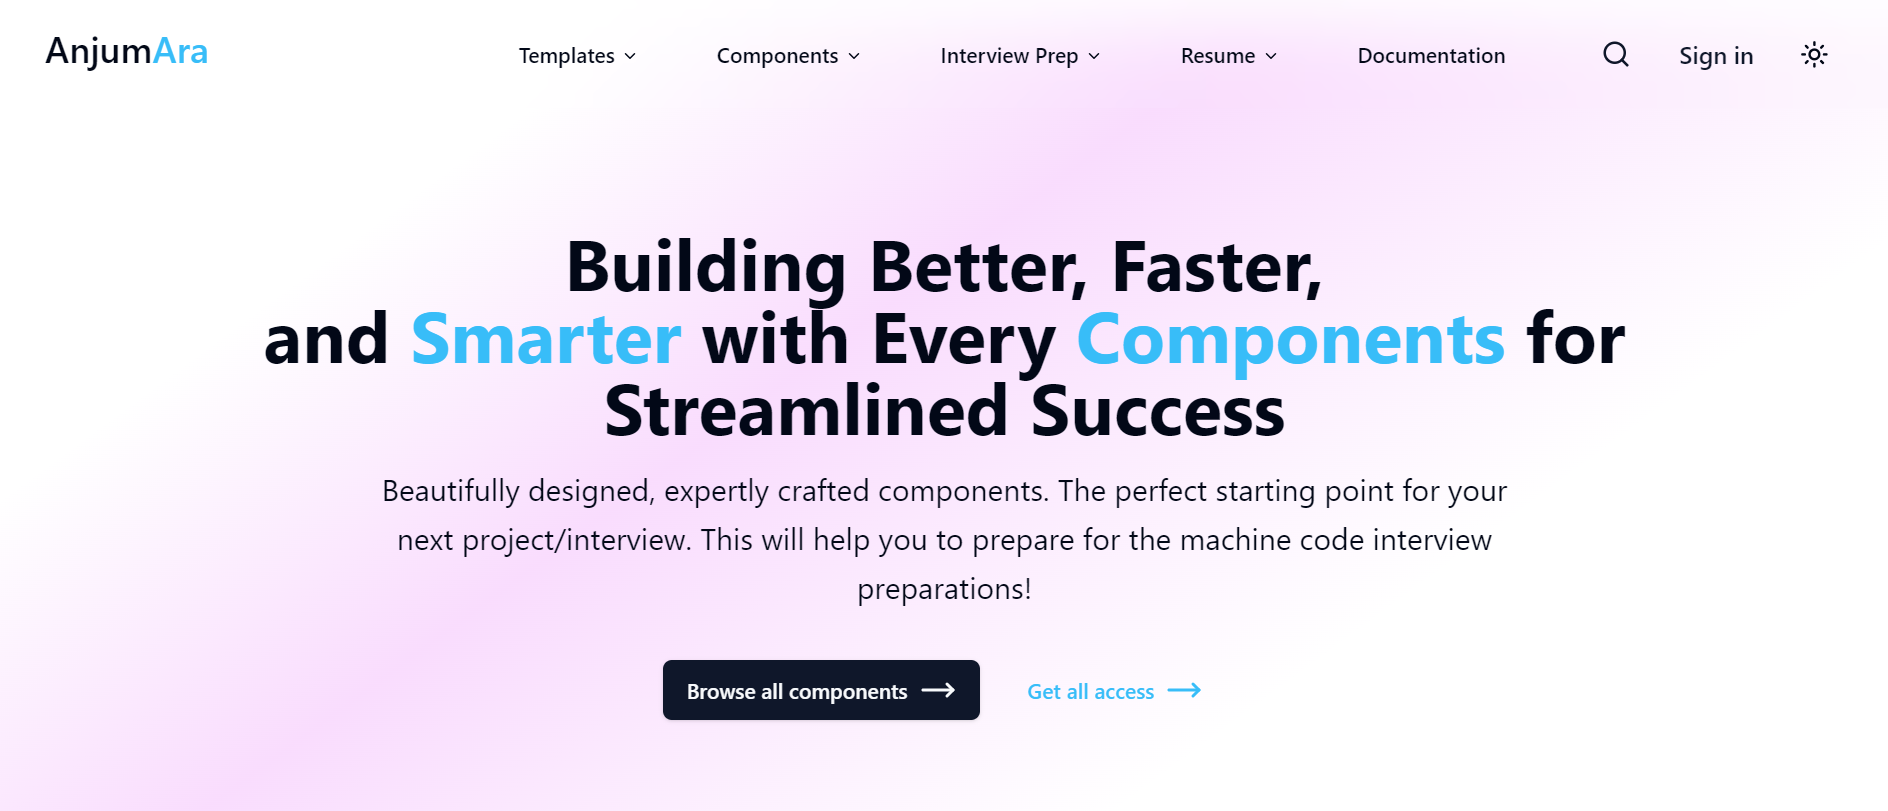 AnjumAra
Templates
Components
Interview Prep
Resume
Documentation
Sign in
Building Better, Faster,
and Smarter with Every Components for
Streamlined Success
Beautifully designed, expertly crafted components. The perfect starting point for your
next project/interview. This will help you to prepare for the machine code interview
preparations!
Browse all components
Get all access